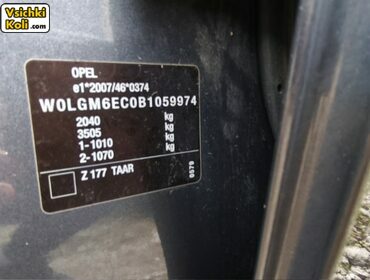 Vsichki
Koli.com
OPEL
e1*2007/46*0374
W0LGM6EC0B1059974
2040 kg
3505 kg
1-1010 kg
2-1070 kg
Z 177 TAAR
0579